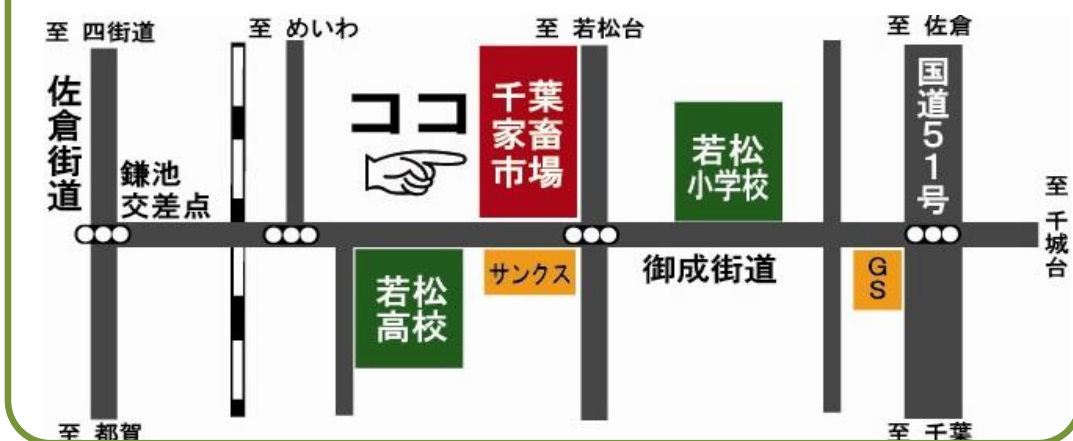 至 四街道
至 めいわ
至 若松台
至 佐倉
佐倉街道
鎌池
交差点
ココ
千葉
家畜
市場
若松
小学校
国道51号
至 千城台
若松
高校
サンクス
御成街道
GS
至 都賀
至 千葉